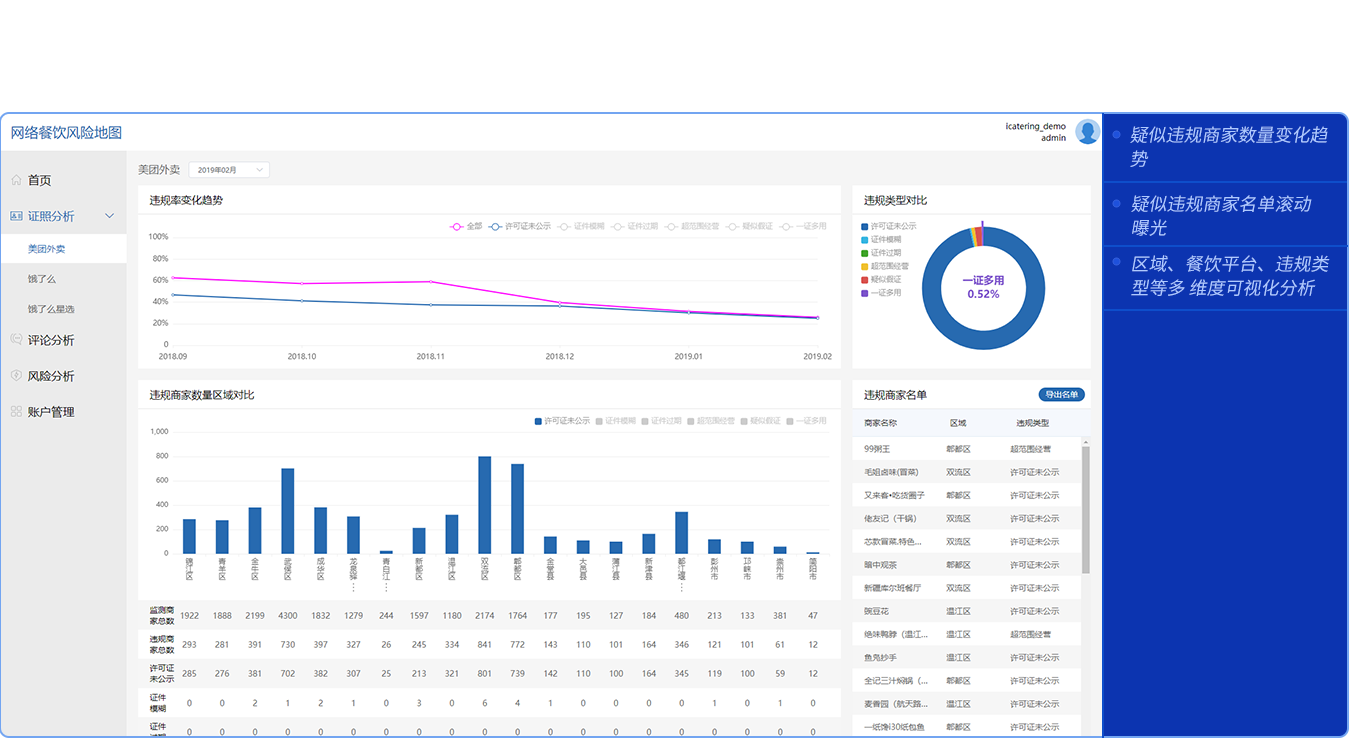 网络餐饮风险地图
icatering_demo
admin
首页
证照分析
美团外卖
饿了么
饿了么星选
评论分析
风险分析
账户管理
美团外卖 2019年02月
违规率变化趋势
全部 许可证未公示 证件模糊 证件过期 超范围经营 疑似假证 一证多用
100%
80%
60%
40%
20%
0
2018.09 2018.10 2018.11 2018.12 2019.01 2019.02
违规类型对比
许可证未公示
证件模糊
证件过期
超范围经营
疑似假证
一证多用
一证多用
0.52%
违规商家数量区域对比
许可证未公示 证件模糊 证件过期 超范围经营 疑似假证 一证多用
1,000
800
600
400
200
0
锦江区 青羊区 金牛区 武侯区 成华区 龙泉驿… 青白江… 新都区 温江区 双流区 郫都区 金堂县 大邑县 蒲江县 新津县 都江堰… 彭州市 邛崃市 崇州市 简阳市
监测商家总数 1922 1888 2199 4300 1832 1279 244 1597 1180 2174 1764 177 195 127 184 480 213 133 381 47
违规商家总数 293 281 391 730 397 327 26 245 334 841 772 143 110 101 164 346 121 101 61 12
许可证未公示 285 276 381 702 382 307 25 213 321 801 739 142 110 100 164 345 119 100 59 12
证件模糊 0 0 2 1 2 1 0 3 0 6 4 1 0 0 0 0 1 0 1 0
证件 0 0 0 0 0 0 0 0 0 0 0 0 0 0 0 0 0 0 0 0
违规商家名单 导出名单
商家名称 区域 违规类型
99粥王 郫都区 超范围经营
毛姐卤味(冒菜) 双流区 许可证未公示
又来客•吃货圈子 郫都区 许可证未公示
佬友记（干锅） 双流区 许可证未公示
芯款冒菜.特色... 双流区 许可证未公示
暗中观茶 郫都区 许可证未公示
新疆库尔班餐厅 双流区 许可证未公示
豌豆花 温江区 许可证未公示
绝味鸭脖（温江... 温江区 超范围经营
鱼凫抄手 温江区 许可证未公示
全记三汁焖锅（... 郫都区 许可证未公示
麦香园（航天路... 温江区 许可证未公示
一纸馋i30纸包鱼 郫都区 许可证未公示
疑似违规商家数量变化趋
势
疑似违规商家名单滚动
曝光
区域、餐饮平台、违规类
型等多 维度可视化分析